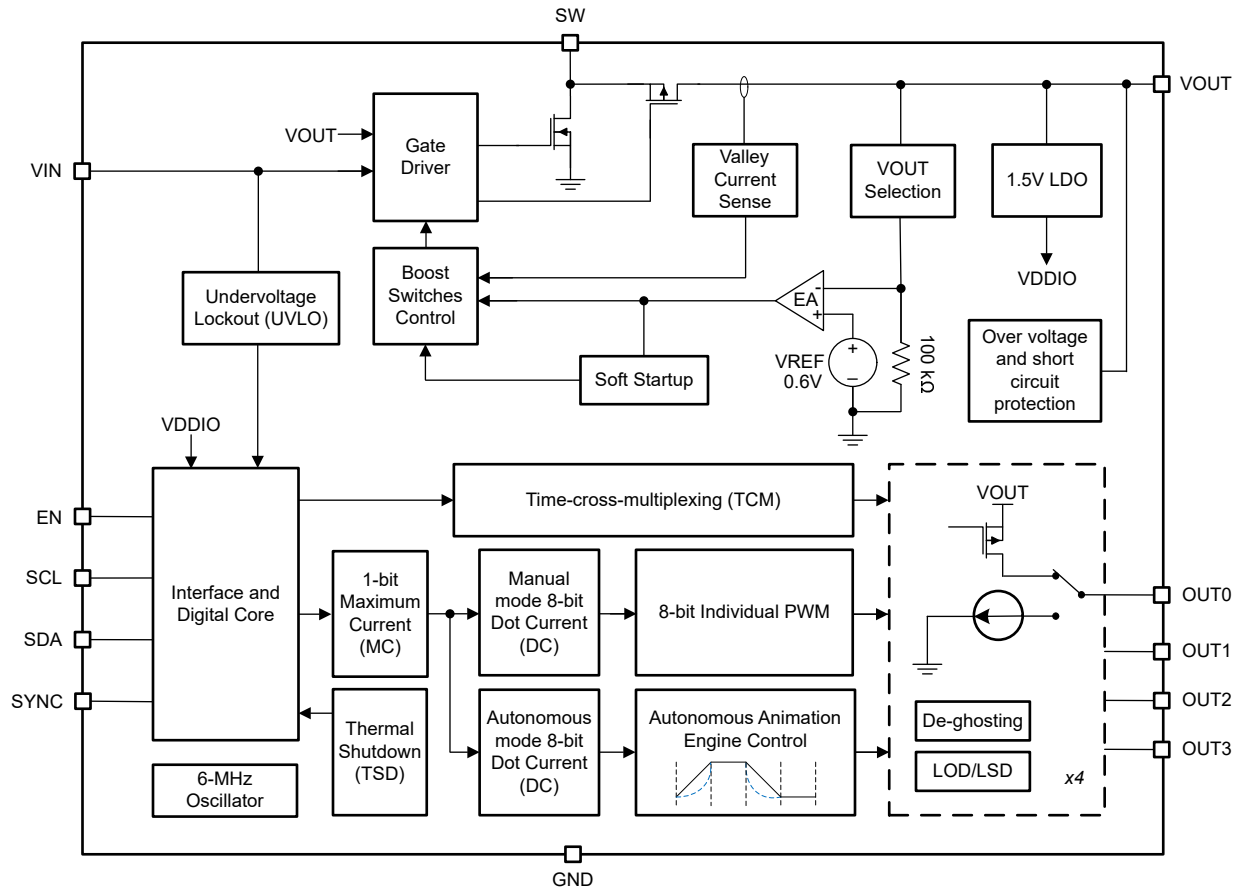 SW
VOUT
VIN
VOUT
Gate
Driver
Valley
Current
Sense
VOUT
Selection
1.5V LDO
VDDIO
Undervoltage
Lockout (UVLO)
Boost
Switches
Control
EA
-
+
VREF
0.6V
+
−
100 kΩ
Soft Startup
Over voltage
and short
circuit
protection
VDDIO
EN
SCL
SDA
SYNC
Interface and
Digital Core
Time-cross-multiplexing (TCM)
1-bit
Maximum
Current
(MC)
Manual
mode 8-bit
Dot Current
(DC)
8-bit Individual PWM
Thermal
Shutdown
(TSD)
Autonomous
mode 8-bit
Dot Current
(DC)
Autonomous Animation
Engine Control
6-MHz
Oscillator
VOUT
De-ghosting
LOD/LSD
x4
OUT0
OUT1
OUT2
OUT3
GND